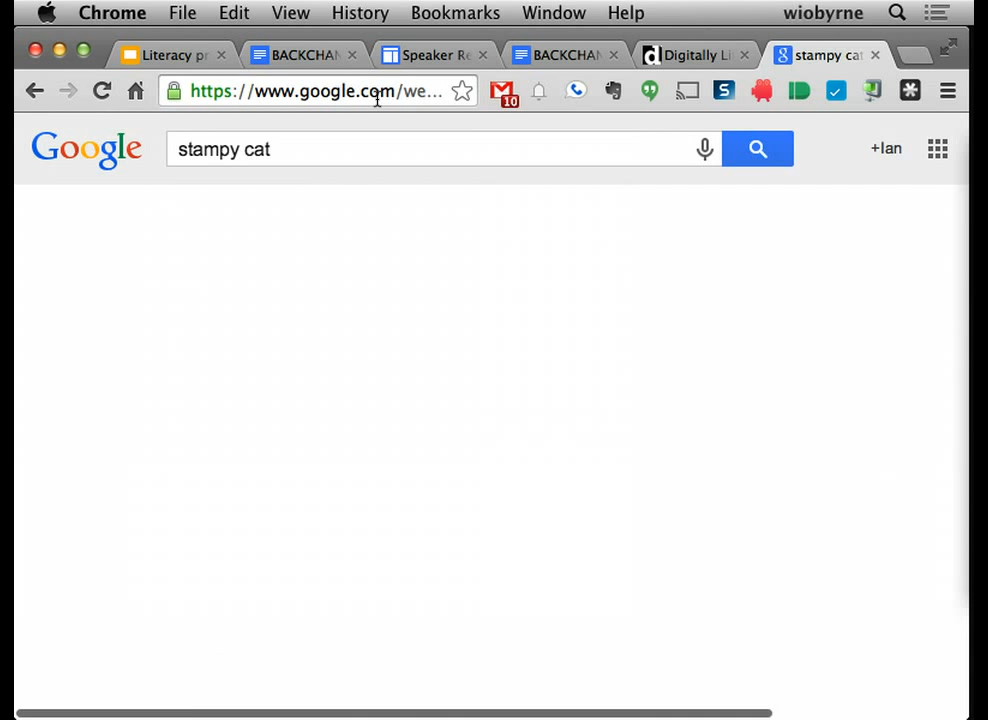 Chrome File Edit View History Bookmarks Window Help wiobyrne
Literacy pr BACKCHAN Speaker Re BACKCHAN Digitally Li stampy cat
https://www.google.com/we... 10
Google stampy cat +Ian